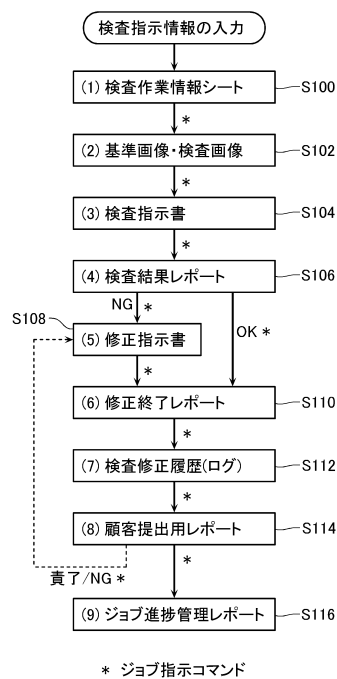 検査指示情報の入力
(1) 検査作業情報シート S100
*
(2) 基準画像・検査画像 S102
*
(3) 検査指示書 S104
*
(4) 検査結果レポート S106
NG *
S108
(5) 修正指示書
OK *
*
(6) 修正終了レポート S110
*
(7) 検査修正履歴(ログ) S112
*
(8) 顧客提出用レポート S114
*
責了/NG *
(9) ジョブ進捗管理レポート S116
* ジョブ指示コマンド